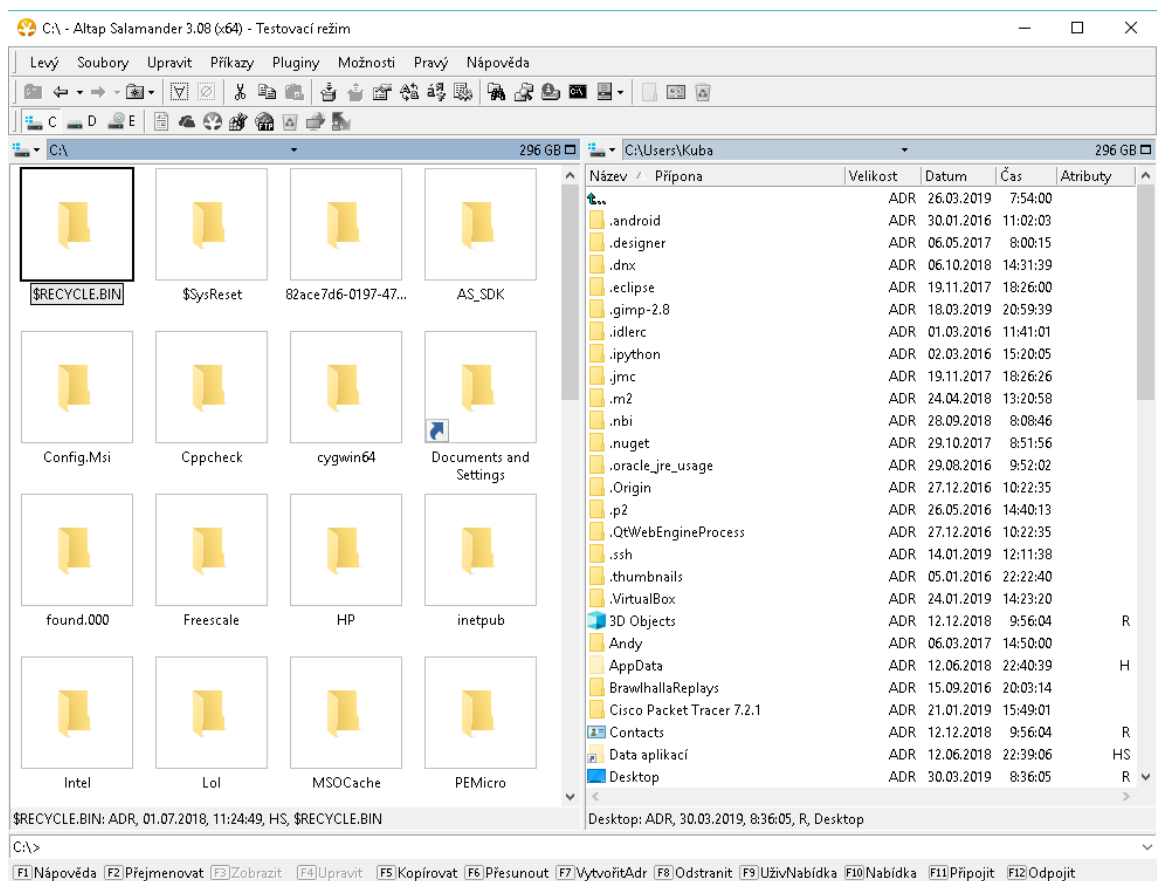 C:\ - Altap Salamander 3.08 (x64) - Testovací režim
Levý Soubory Upravit Příkazy Pluginy Možnosti Pravý Nápověda
C D E
C:\ 296 GB
C:\Users\Kuba 296 GB
$RECYCLE.BIN $SysReset 82ace7d6-0197-47... AS_SDK
Config.Msi Cppcheck cygwin64 Documents and
Settings
found.000 Freescale HP inetpub
Intel Lol MSOCache PEMicro
$RECYCLE.BIN: ADR, 01.07.2018, 11:24:49, HS, $RECYCLE.BIN
Název Přípona Velikost Datum Čas Atributy
.. ADR 26.03.2019 7:54:00
.android ADR 30.01.2016 11:02:03
.designer ADR 06.05.2017 8:00:15
.dnx ADR 06.10.2018 14:31:39
.eclipse ADR 19.11.2017 18:26:00
.gimp-2.8 ADR 18.03.2019 20:59:39
.idlerc ADR 01.03.2016 11:41:01
.ipython ADR 02.03.2016 15:20:05
.jmc ADR 19.11.2017 18:26:26
.m2 ADR 24.04.2018 13:20:58
.nbi ADR 28.09.2018 8:08:46
.nuget ADR 29.10.2017 8:51:56
.oracle_jre_usage ADR 29.08.2016 9:52:02
.Origin ADR 27.12.2016 10:22:35
.p2 ADR 26.05.2016 14:40:13
.QtWebEngineProcess ADR 27.12.2016 10:22:35
.ssh ADR 14.01.2019 12:11:38
.thumbnails ADR 05.01.2016 22:22:40
.VirtualBox ADR 24.01.2019 14:23:20
3D Objects ADR 12.12.2018 9:56:04 R
Andy ADR 06.03.2017 14:50:00
AppData ADR 12.06.2018 22:40:39 H
BrawlhallaReplays ADR 15.09.2016 20:03:14
Cisco Packet Tracer 7.2.1 ADR 21.01.2019 15:49:01
Contacts ADR 12.12.2018 9:56:04 R
Data aplikací ADR 12.06.2018 22:39:06 HS
Desktop ADR 30.03.2019 8:36:05 R
Desktop: ADR, 30.03.2019, 8:36:05, R, Desktop
C:\>
F1 Nápověda F2 Přejmenovat F3 Zobrazit F4 Upravit F5 Kopírovat F6 Přesunout F7 VytvořitAdr F8 Odstranit F9 UživNabídka F10 Nabídka F11 Připojit F12 Odpojit